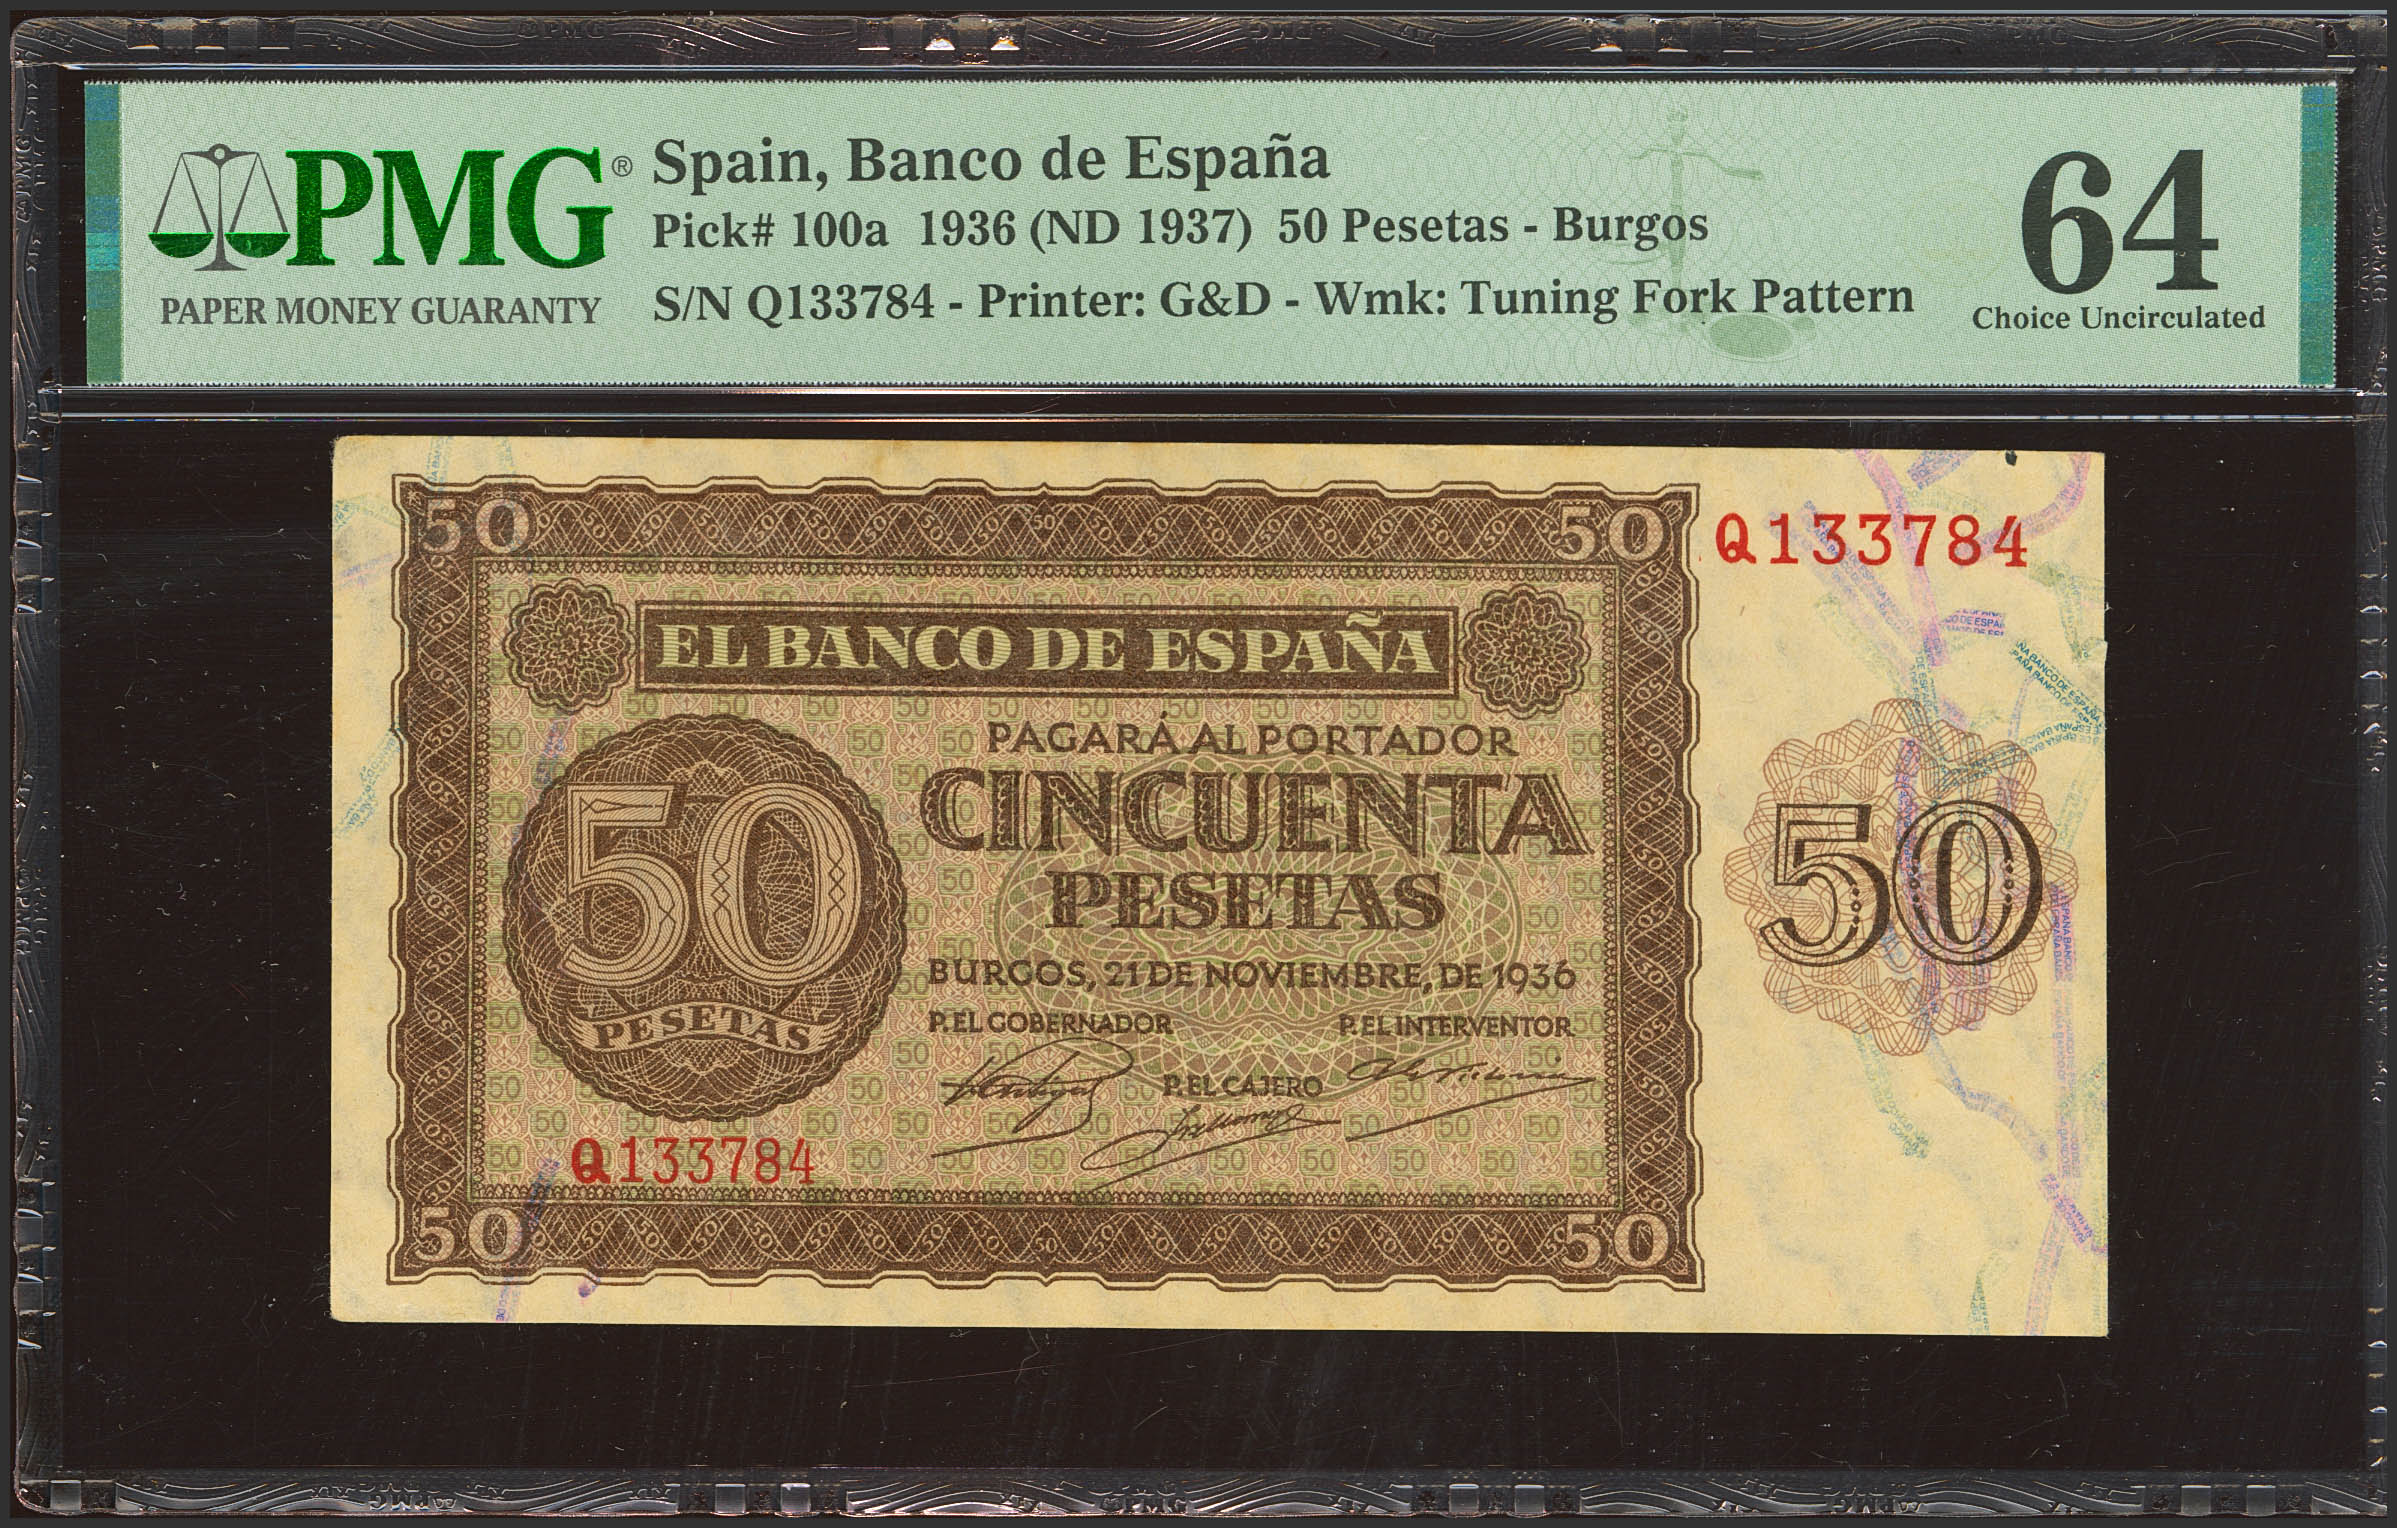 PMG®
PAPER MONEY GUARANTY
Spain, Banco de España
Pick# 100a 1936 (ND 1937) 50 Pesetas - Burgos
S/N Q133784 - Printer: G&D - Wmk: Tuning Fork Pattern
64
Choice Uncirculated
50
50
Q133784
EL BANCO DE ESPAÑA
PAGARÁ AL PORTADOR
CINCUENTA
PESETAS
50
PESETAS
50
BURGOS, 21 DE NOVIEMBRE, DE 1936
P. EL GOBERNADOR
P. EL INTERVENTOR
P. EL CAJERO
Q133784
50
50